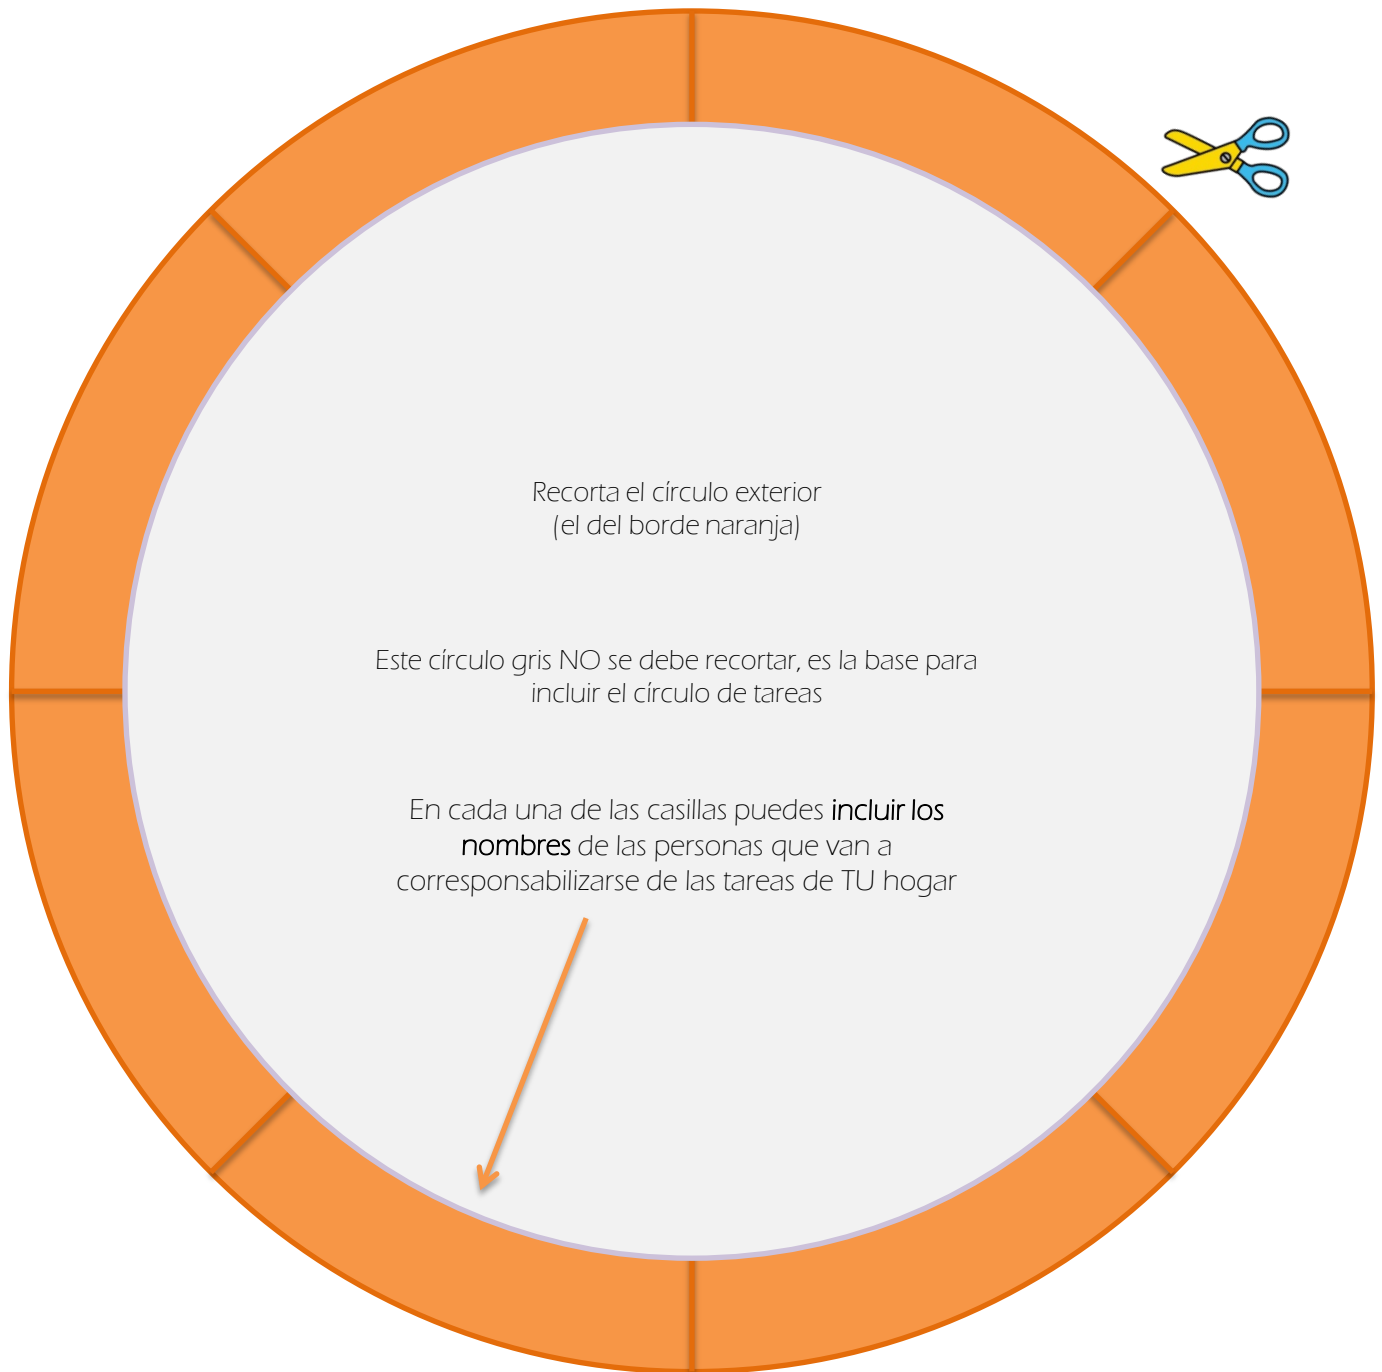 Recorta el círculo exterior
(el del borde naranja)
Este círculo gris NO se debe recortar, es la base para
incluir el círculo de tareas
En cada una de las casillas puedes incluir los
nombres de las personas que van a
corresponsabilizarse de las tareas de TU hogar